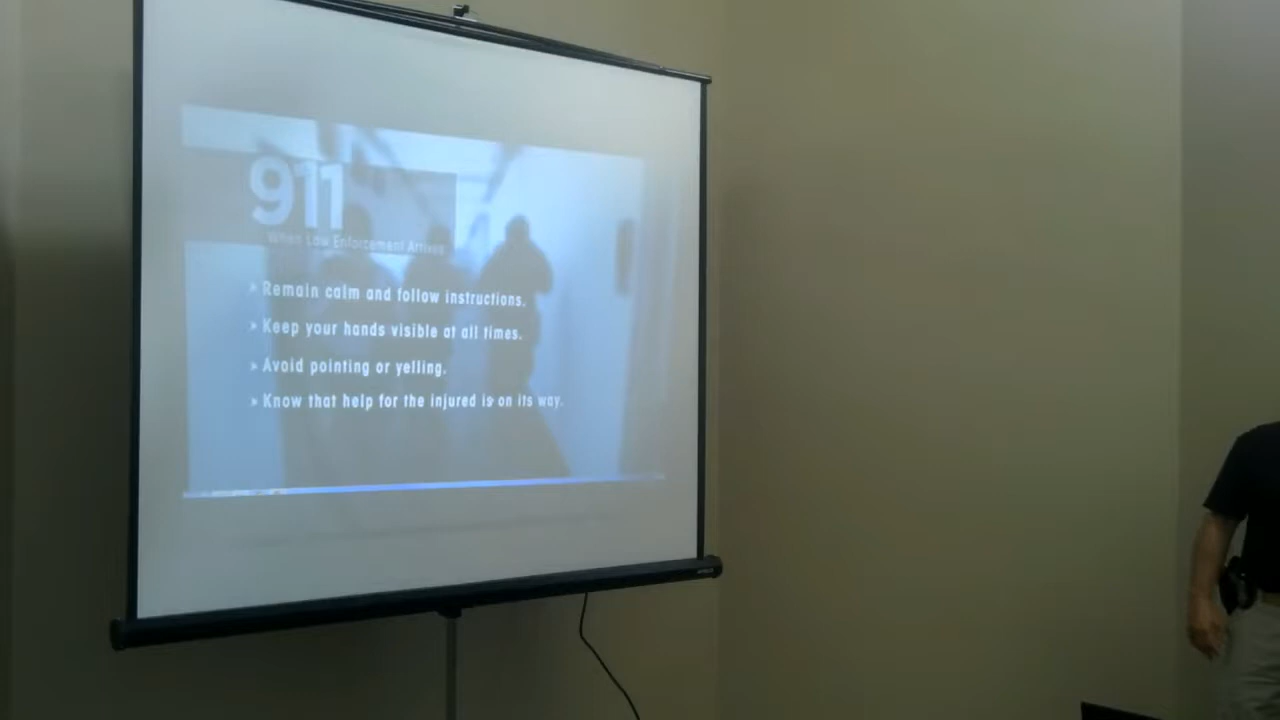 911
When Law Enforcement Arrives
> Remain calm and follow instructions.
> Keep your hands visible at all times.
> Avoid pointing or yelling.
> Know that help for the injured is on its way.